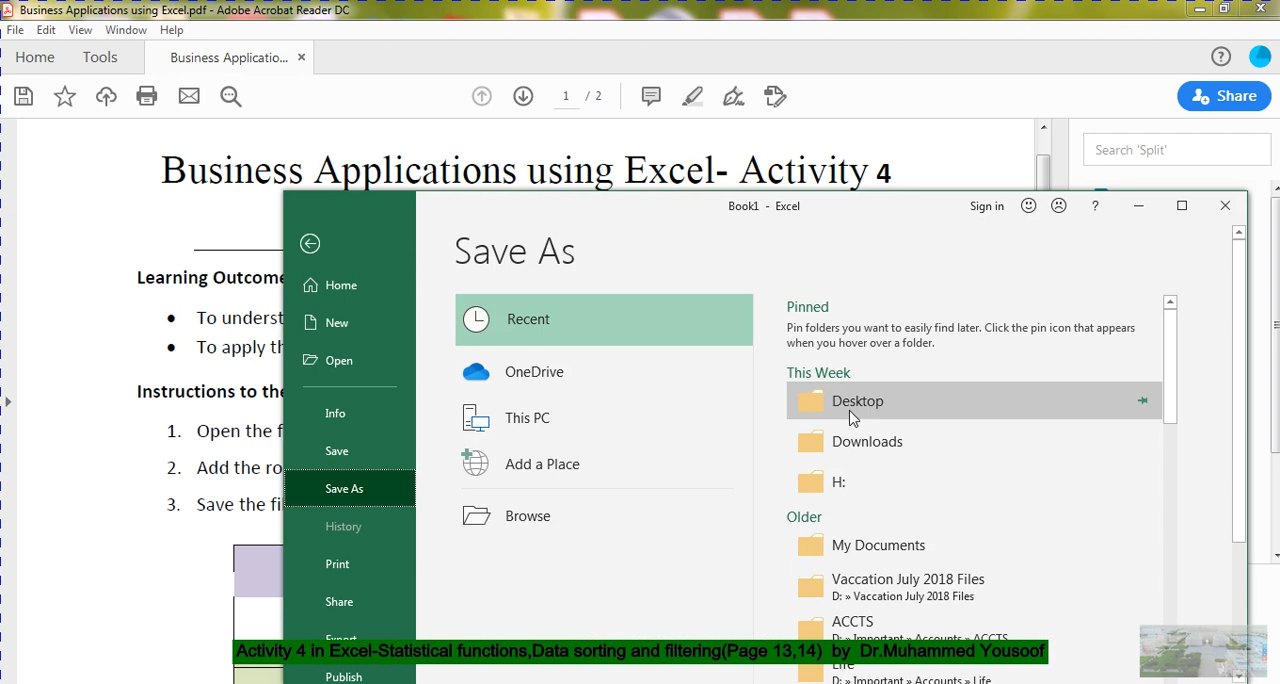 Business Applications using Excel.pdf - Adobe Acrobat Reader DC
File Edit View Window Help
Home Tools Business Applicatio... ×
1 / 2
Share
Search 'Split'
Business Applications using Excel- Activity 4
Book1 - Excel
Sign in
?
Save As
Learning Outcome
• To underst
• To apply th
Instructions to the
1. Open the f
2. Add the ro
3. Save the fi
Home
New
Open
Info
Save
Save As
History
Print
Share
Export
Publish
Recent
OneDrive
This PC
Add a Place
Browse
Pinned
Pin folders you want to easily find later. Click the pin icon that appears
when you hover over a folder.
This Week
Desktop
Downloads
H:
Older
My Documents
Vaccation July 2018 Files
D: » Vaccation July 2018 Files
ACCTS
D: » Important » Accounts » ACCTS
Life
D: » Important » Accounts » Life
Activity 4 in Excel-Statistical functions,Data sorting and filtering(Page 13,14) by Dr.Muhammed Yousoof